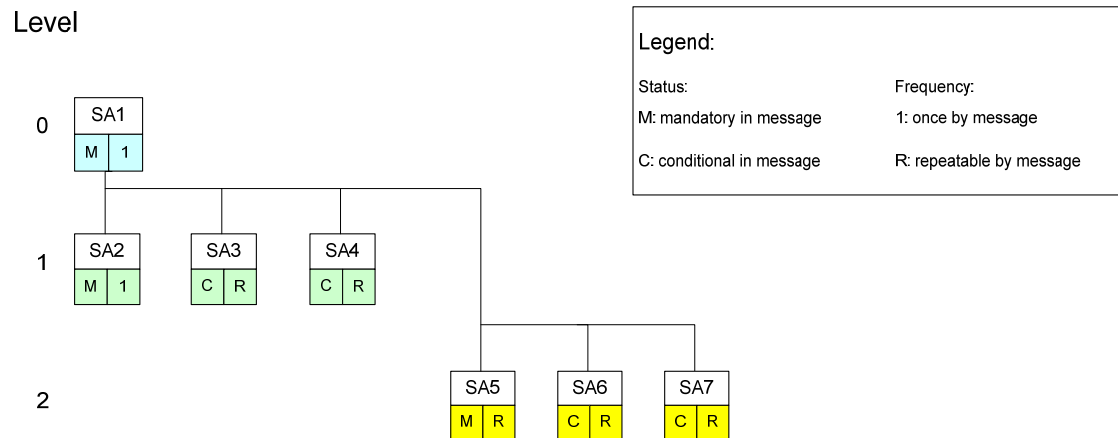 Level
Legend:
Status: Frequency:
M: mandatory in message 1: once by message
C: conditional in message R: repeatable by message
0
SA1
M 1
1
SA2 SA3 SA4
M 1 C R C R
2
SA5 SA6 SA7
M R C R C R